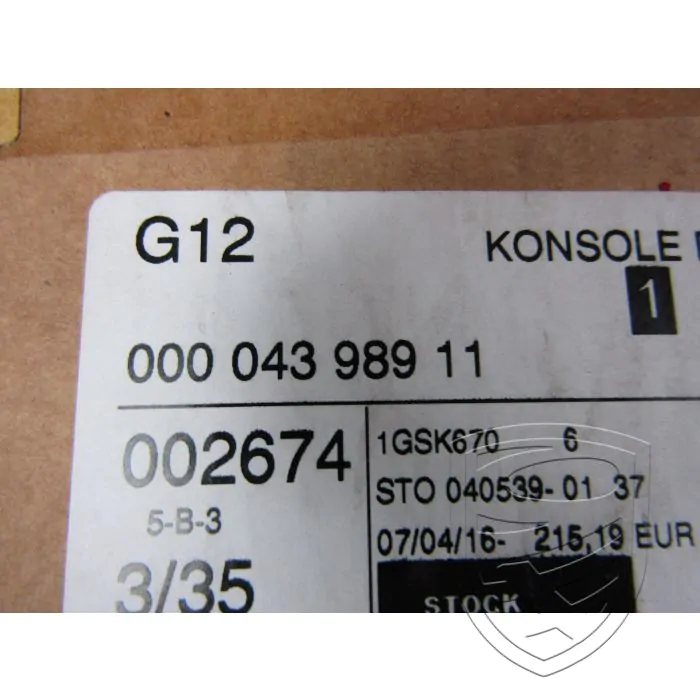 G12 KONSOLE
1
000 043 989 11
002674
5-B-3
3/35
1GSK670 6
STO 040539-01 37
07/04/16- 215,19 EUR
STOCK